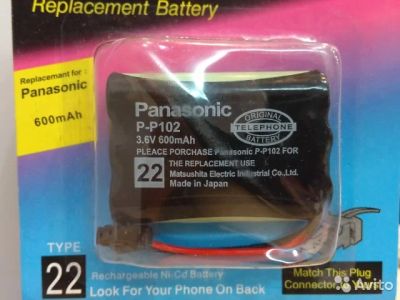 Replacement Battery
Replacement for :
Panasonic
600mAh
Panasonic
P-P102
3.6V 600mAh
ORIGINAL
TELEPHONE
BATTERY
PLEACE PURCHASE Panasonic P-P102 FOR
22
THE REPLACEMENT USE
Matsushita Electric Industrial Co.,Ltd.
Made in Japan
TYPE
22
Rechargeable Ni-Cd Battery
Look For Your Phone On Back
Match This Plug
Connector
Avito